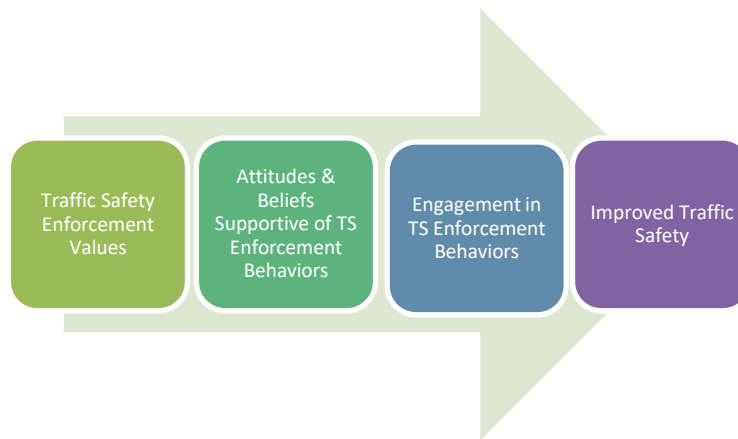 Traffic Safety
Enforcement
Values
Attitudes &
Beliefs
Supportive of TS
Enforcement
Behaviors
Engagement in
TS Enforcement
Behaviors
Improved Traffic
Safety